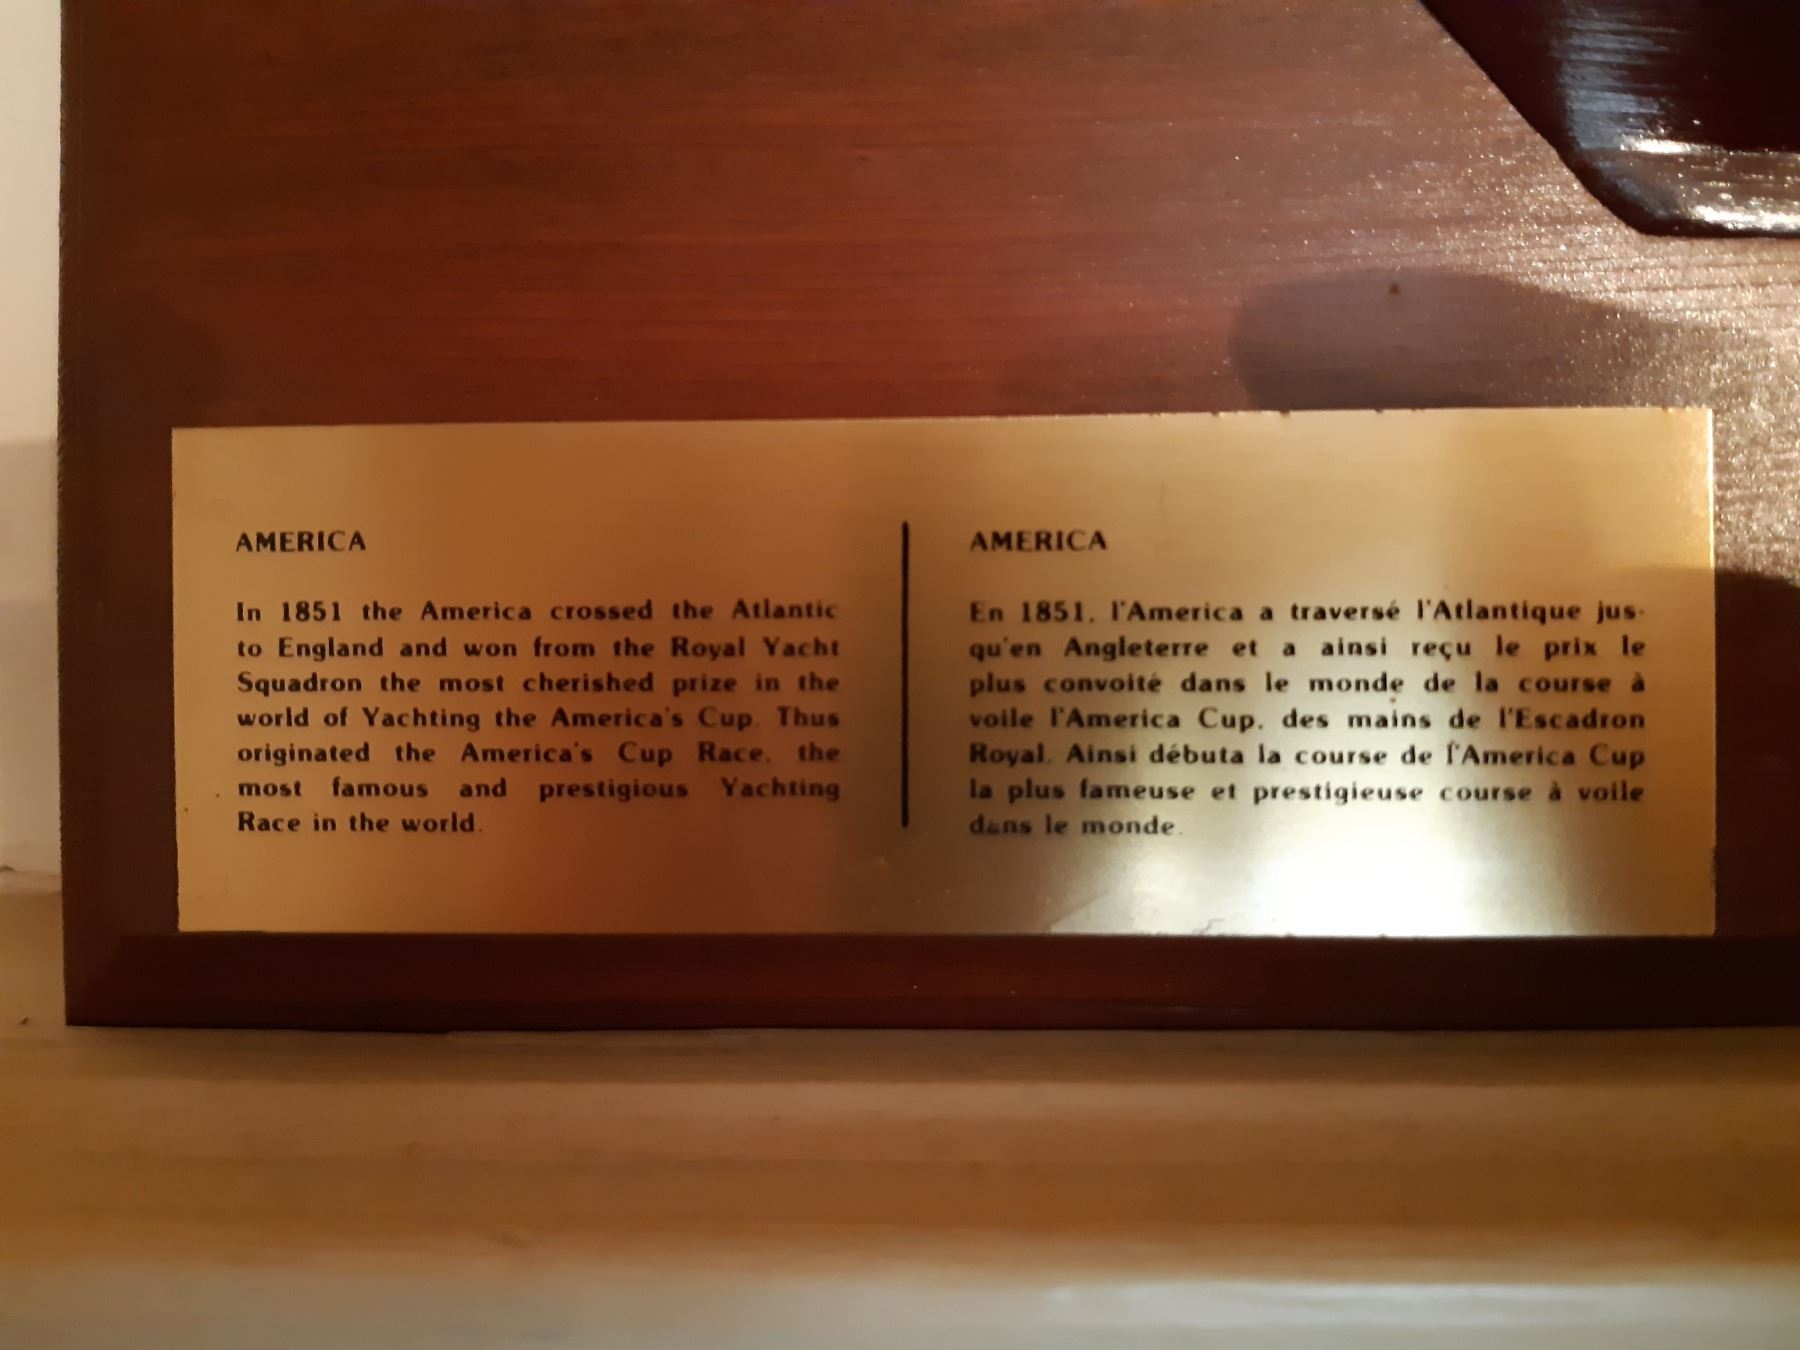 AMERICA
In 1851 the America crossed the Atlantic
to England and won from the Royal Yacht
Squadron the most cherished prize in the
world of Yachting the America's Cup. Thus
originated the America's Cup Race, the
most famous and prestigious Yachting
Race in the world.
AMERICA
En 1851, l'America a traversé l'Atlantique jus-
qu'en Angleterre et a ainsi reçu le prix le
plus convoité dans le monde de la course à
voile l'America Cup, des mains de l'Escadron
Royal. Ainsi débuta la course de l'America Cup
la plus fameuse et prestigieuse course à voile
dans le monde.